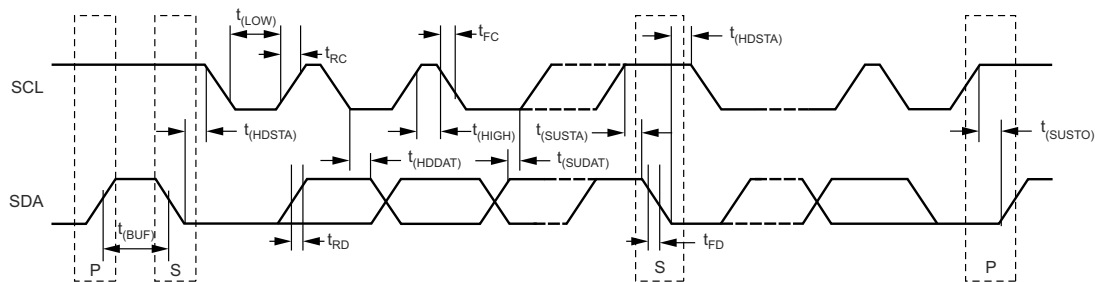 t(LOW)
tRC
tFC
t(HDSTA)
SCL
t(HDSTA)
t(HIGH)
t(SUSTA)
t(SUSTO)
t(HDDAT)
t(SUDAT)
SDA
t(BUF)
tRD
tFD
P
S
S
P